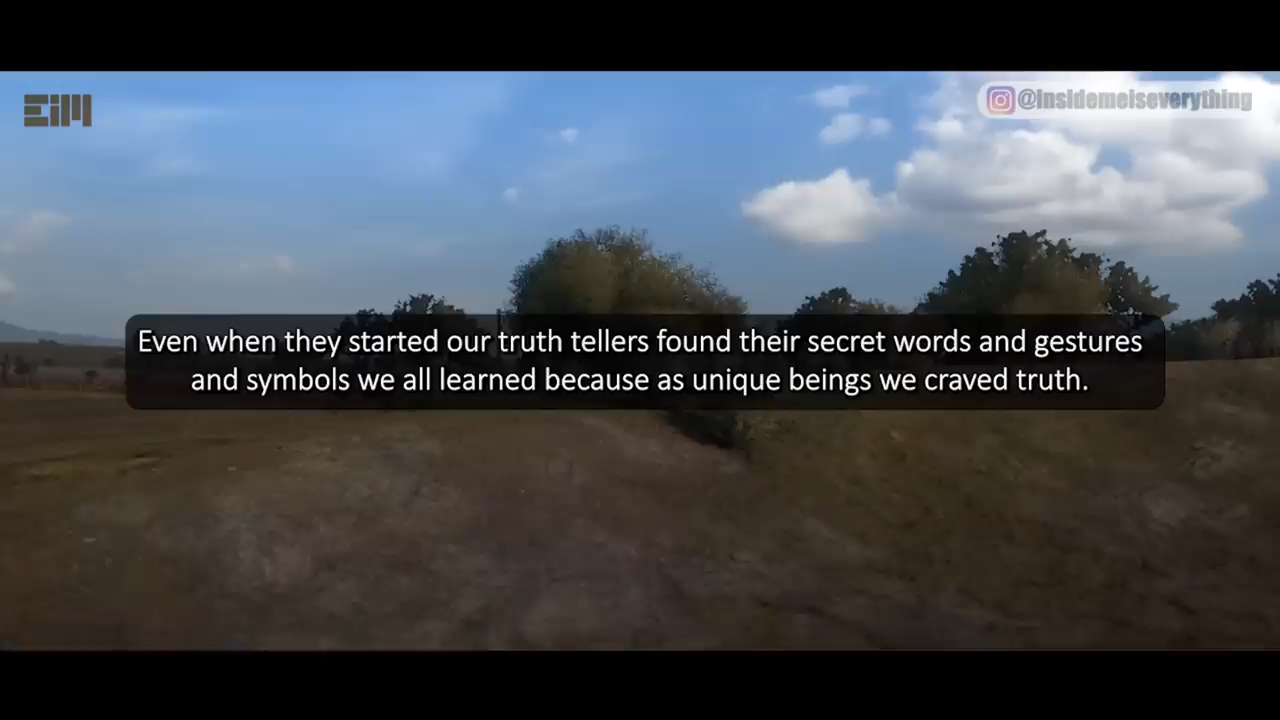 EiM
@Insidemeiseverything
Even when they started our truth tellers found their secret words and gestures
and symbols we all learned because as unique beings we craved truth.